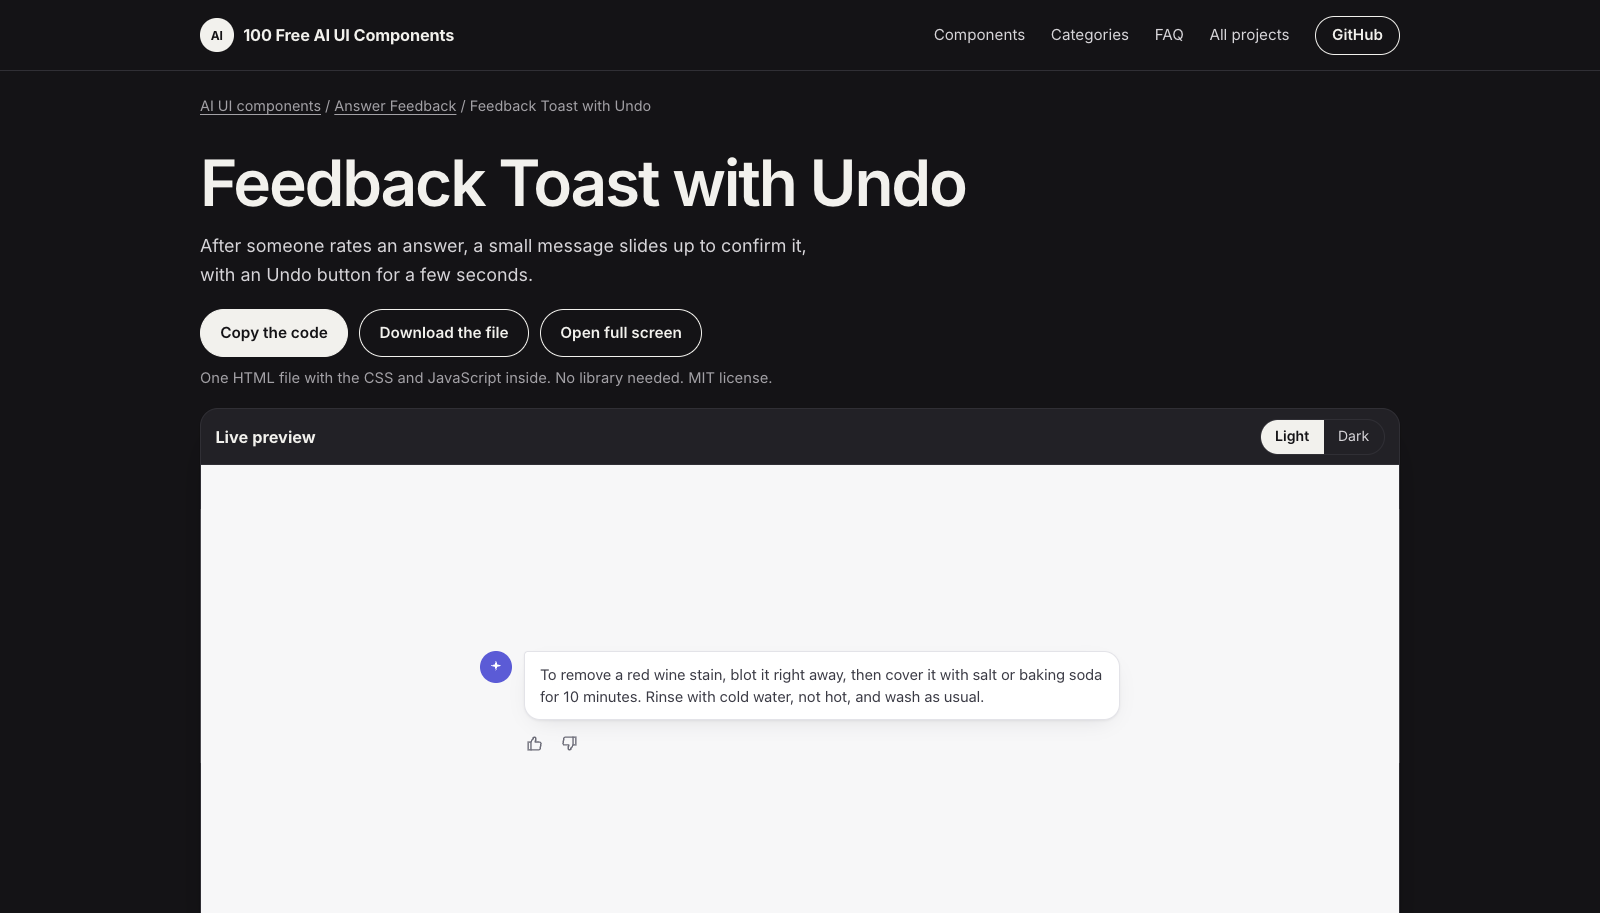 AI
100 Free AI UI Components
Components
Categories
FAQ
All projects
GitHub
AI UI components / Answer Feedback / Feedback Toast with Undo
Feedback Toast with Undo
After someone rates an answer, a small message slides up to confirm it,
with an Undo button for a few seconds.
Copy the code
Download the file
Open full screen
One HTML file with the CSS and JavaScript inside. No library needed. MIT license.
Live preview
Light
Dark
To remove a red wine stain, blot it right away, then cover it with salt or baking soda
for 10 minutes. Rinse with cold water, not hot, and wash as usual.